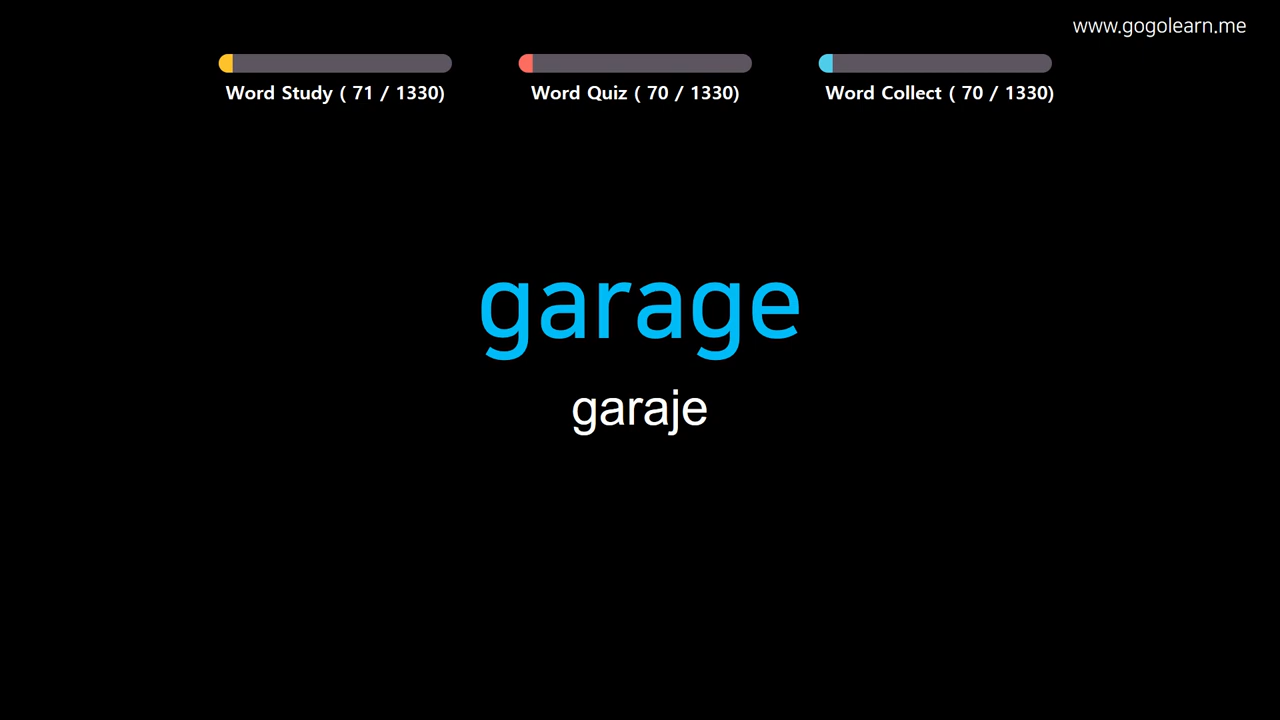 www.gogolearn.me
Word Study ( 71 / 1330)
Word Quiz ( 70 / 1330)
Word Collect ( 70 / 1330)
garage
garaje